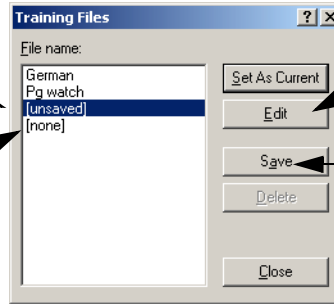 Training Files
File name:
German
Pg watch
[unsaved]
[none]
Set As Current
Edit
Save
Delete
Close